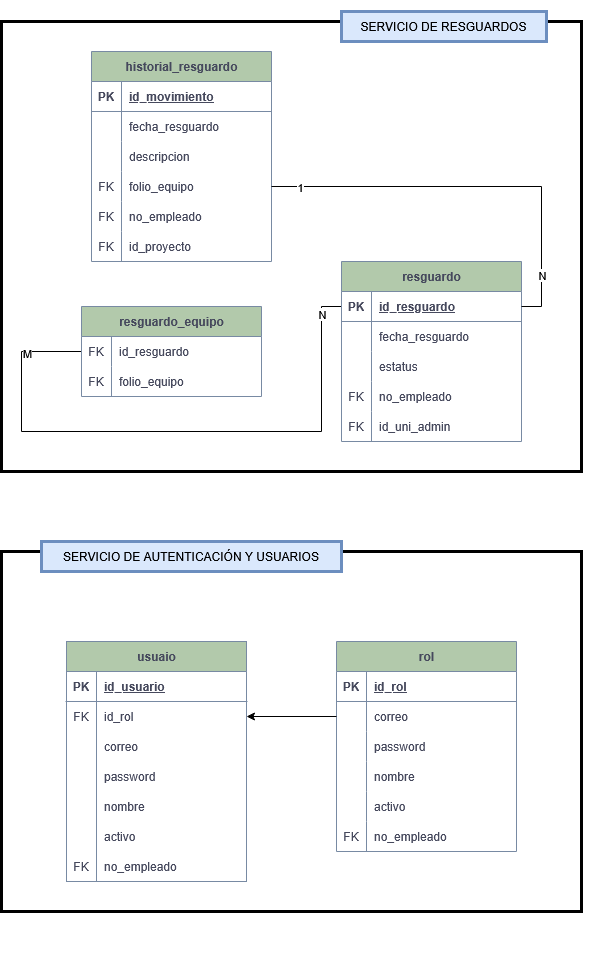 SERVICIO DE RESGUARDOS
historial_resguardo
PK id_movimiento
fecha_resguardo
descripcion
FK folio_equipo
1
FK no_empleado
FK id_proyecto
N
resguardo
PK id_resguardo
N
fecha_resguardo
estatus
FK no_empleado
FK id_uni_admin
resguardo_equipo
M
FK id_resguardo
FK folio_equipo
SERVICIO DE AUTENTICACIÓN Y USUARIOS
usuaio
PK id_usuario
FK id_rol
correo
password
nombre
activo
FK no_empleado
rol
PK id_rol
correo
password
nombre
activo
FK no_empleado